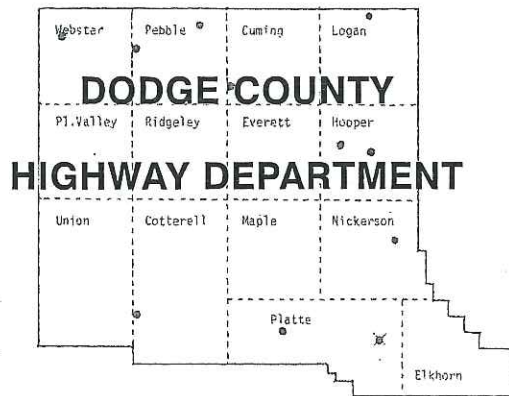 Webster Pebble Cuming Logan
DODGE COUNTY
Pl.Valley Ridgeley Everett Hooper
HIGHWAY DEPARTMENT
Union Cotterell Maple Nickerson
Platte
Elkhorn